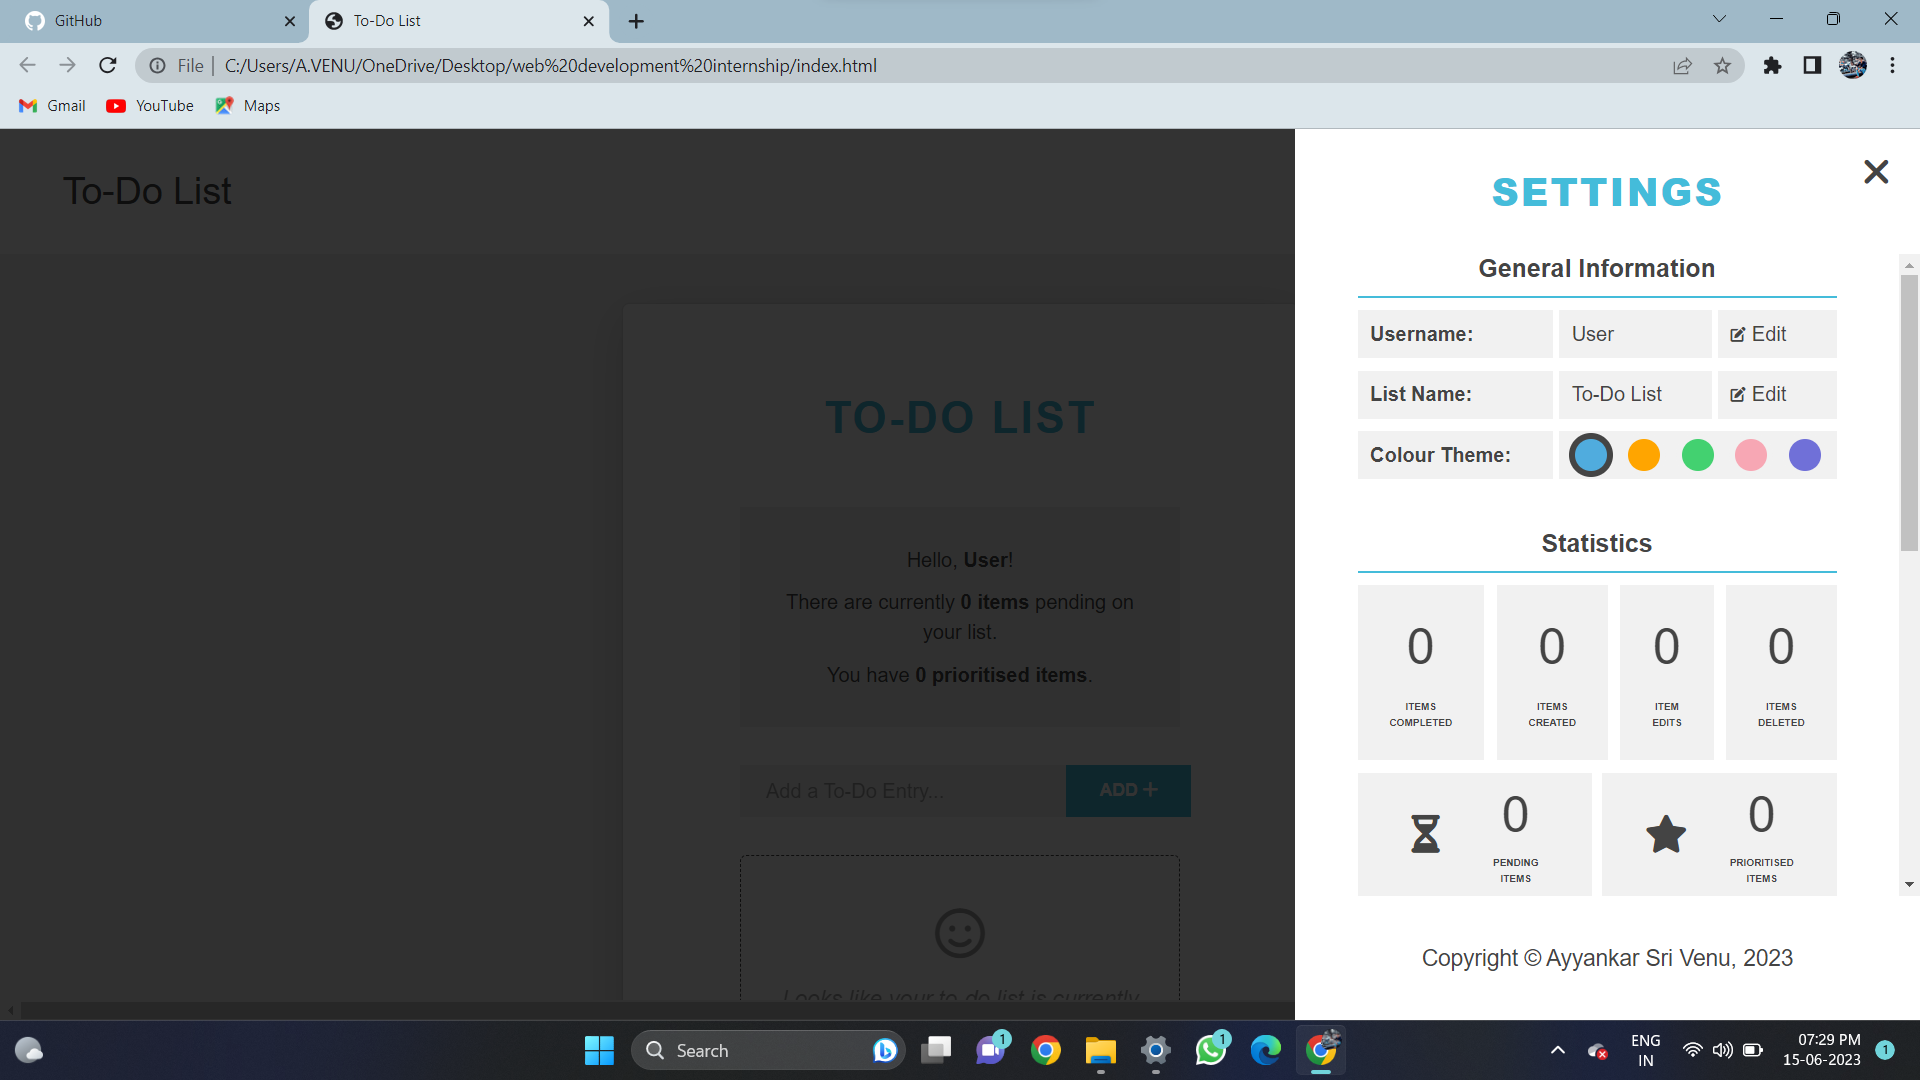 GitHub
To-Do List
File
C:/Users/A.VENU/OneDrive/Desktop/web%20development%20internship/index.html
Gmail
YouTube
Maps
To-Do List
TO-DO LIST
Hello, User!
There are currently 0 items pending on
your list.
You have 0 prioritised items.
Add a To-Do Entry...
ADD
Looks like your to-do list is currently
SETTINGS
General Information
Username: User Edit
List Name: To-Do List Edit
Colour Theme:
Statistics
0
ITEMS
COMPLETED
0
ITEMS
CREATED
0
ITEM
EDITS
0
ITEMS
DELETED
0
PENDING
ITEMS
0
PRIORITISED
ITEMS
Copyright © Ayyankar Sri Venu, 2023
Search
1
1
ENG
IN
07:29 PM
15-06-2023
1